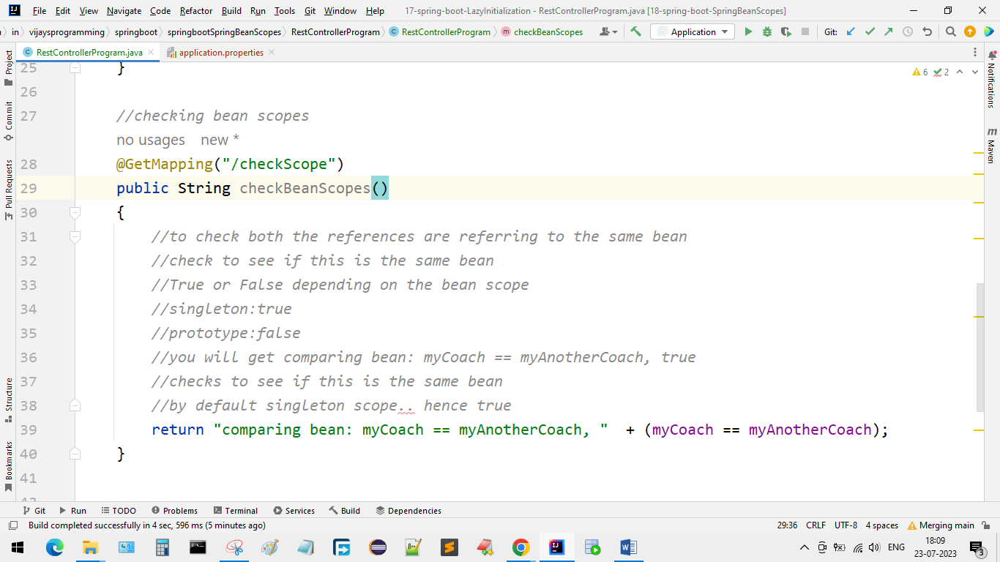 File Edit View Navigate Code Refactor Build Run Tools Git Window Help 17-spring-boot-LazyInitialization - RestControllerProgram.java [18-spring-boot-SpringBeanScopes]
in vijaysprogramming springboot springbootSpringBeanScopes RestControllerProgram RestControllerProgram checkBeanScopes Application Git:
RestControllerProgram.java application.properties
Project
Commit
Pull Requests
Structure
Bookmarks
25 }
6 2
26
27 //checking bean scopes
no usages new *
28 @GetMapping("/checkScope")
29 public String checkBeanScopes()
30 {
31 //to check both the references are referring to the same bean
32 //check to see if this is the same bean
33 //True or False depending on the bean scope
34 //singleton:true
35 //prototype:false
36 //you will get comparing bean: myCoach == myAnotherCoach, true
37 //checks to see if this is the same bean
38 //by default singleton scope.. hence true
39 return "comparing bean: myCoach == myAnotherCoach, " + (myCoach == myAnotherCoach);
40 }
41
Notifications
m Maven
Git Run TODO Problems Terminal Services Build Dependencies
Build completed successfully in 4 sec, 596 ms (5 minutes ago) 29:36 CRLF UTF-8 4 spaces Merging main
ENG 18:09
23-07-2023 3